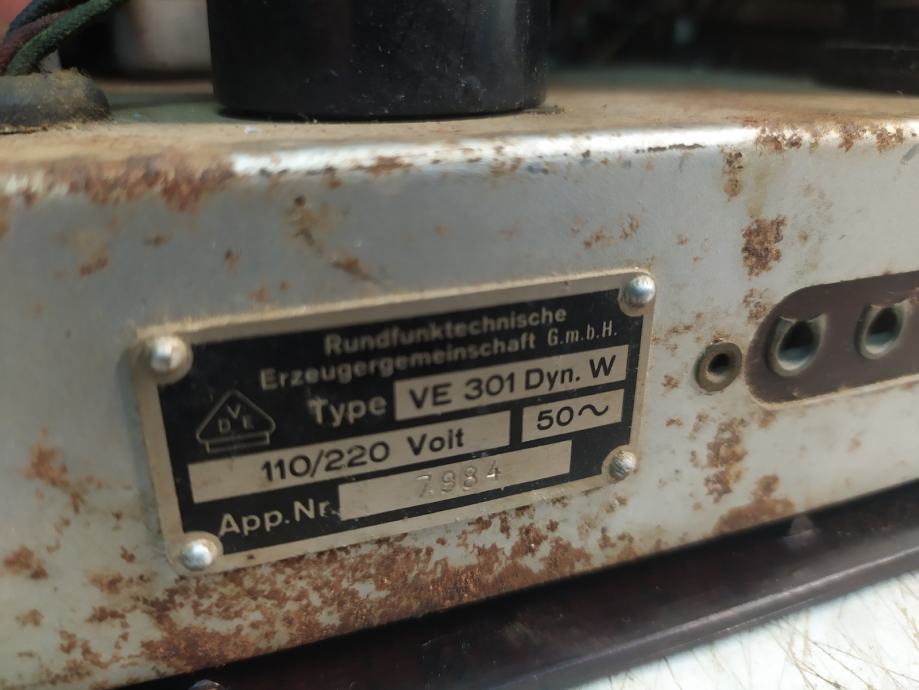 Rundfunktechnische
Erzeugergemeinschaft G.m.b.H.
VDE
Type VE 301 Dyn. W
110/220 Volt 50~
App.Nr. 7984